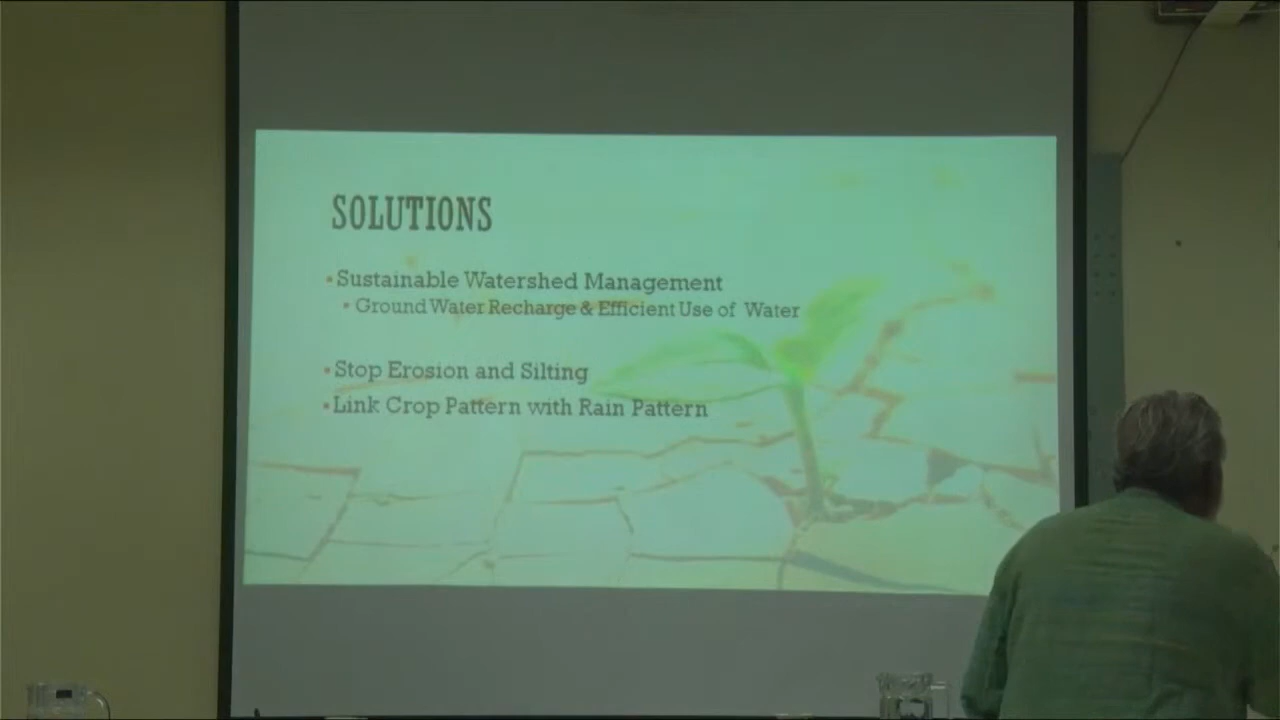 SOLUTIONS
▪Sustainable Watershed Management
▪Ground Water Recharge & Efficient Use of Water
▪Stop Erosion and Silting
▪Link Crop Pattern with Rain Pattern